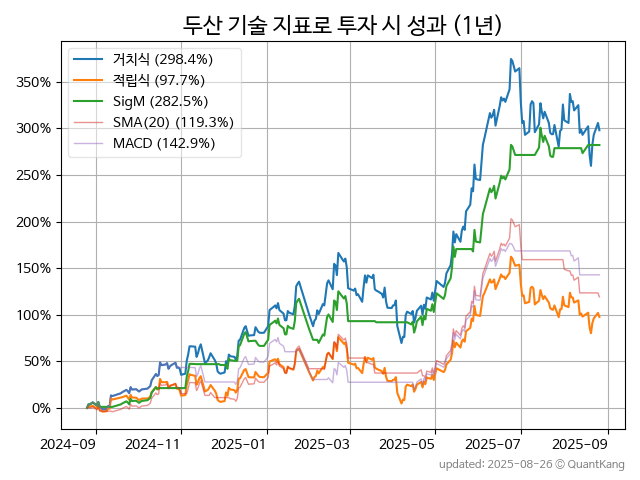 두산 기술 지표로 투자 시 성과 (1년)
거치식 (298.4%)
적립식 (97.7%)
SigM (282.5%)
SMA(20) (119.3%)
MACD (142.9%)
350%
300%
250%
200%
150%
100%
50%
0%
2024-09 2024-11 2025-01 2025-03 2025-05 2025-07 2025-09
updated: 2025-08-26 © QuantKang